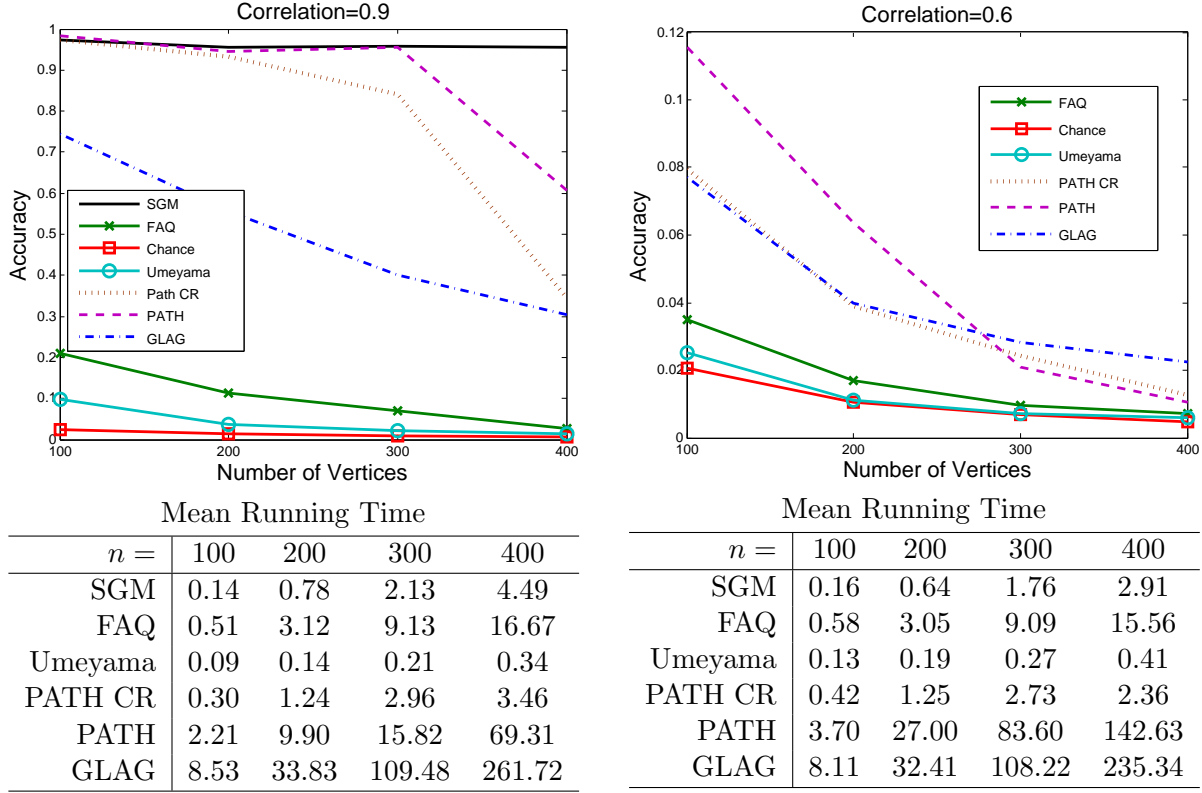 Correlation=0.9
1
0.9
0.8
0.7
0.6
0.5
0.4
0.3
0.2
0.1
0
Accuracy
SGM
FAQ
Chance
Umeyama
Path CR
PATH
GLAG
100 200 300 400
Number of Vertices
Mean Running Time
n = 100 200 300 400
SGM 0.14 0.78 2.13 4.49
FAQ 0.51 3.12 9.13 16.67
Umeyama 0.09 0.14 0.21 0.34
PATH CR 0.30 1.24 2.96 3.46
PATH 2.21 9.90 15.82 69.31
GLAG 8.53 33.83 109.48 261.72
Correlation=0.6
0.12
0.1
0.08
0.06
0.04
0.02
0
Accuracy
FAQ
Chance
Umeyama
PATH CR
PATH
GLAG
100 200 300 400
Number of Vertices
Mean Running Time
n = 100 200 300 400
SGM 0.16 0.64 1.76 2.91
FAQ 0.58 3.05 9.09 15.56
Umeyama 0.13 0.19 0.27 0.41
PATH CR 0.42 1.25 2.73 2.36
PATH 3.70 27.00 83.60 142.63
GLAG 8.11 32.41 108.22 235.34